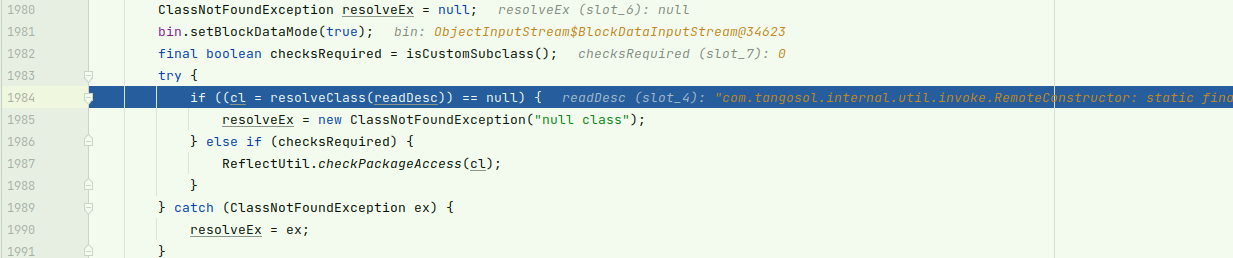 1980 ClassNotFoundException resolveEx = null; resolveEx (slot_6): null
1981 bin.setBlockDataMode(true); bin: ObjectInputStream$BlockDataInputStream@34623
1982 final boolean checksRequired = isCustomSubclass(); checksRequired (slot_7): 0
1983 try {
1984 if ((cl = resolveClass(readDesc)) == null) { readDesc (slot_4): "com.tangosol.internal.util.invoke.RemoteConstructor: static fina
1985 resolveEx = new ClassNotFoundException("null class");
1986 } else if (checksRequired) {
1987 ReflectUtil.checkPackageAccess(cl);
1988 }
1989 } catch (ClassNotFoundException ex) {
1990 resolveEx = ex;
1991 }